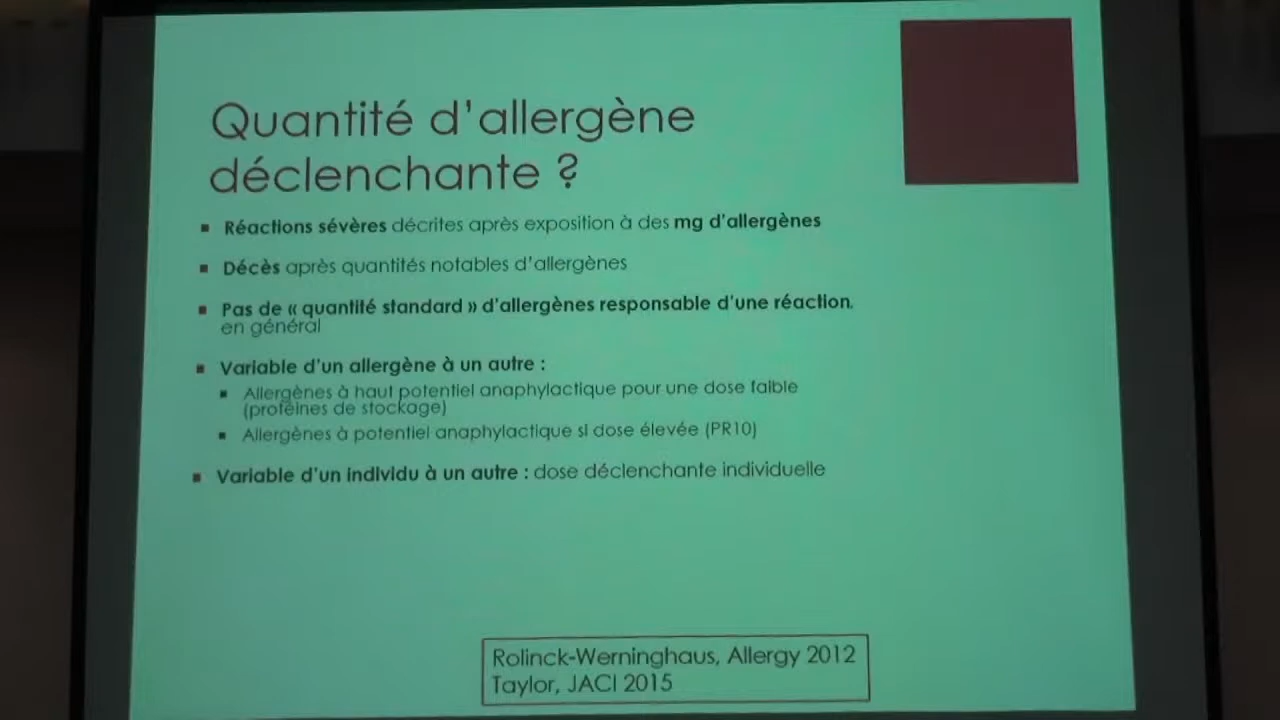 Quantité d'allergène
déclenchante ?
Réactions sévères décrites après exposition à des mg d'allergènes
Décès après quantités notables d'allergènes
Pas de « quantité standard » d'allergènes responsable d'une réaction,
en général
Variable d'un allergène à un autre :
Allergènes à haut potentiel anaphylactique pour une dose faible
(protéines de stockage)
Allergènes à potentiel anaphylactique si dose élevée (PR10)
Variable d'un individu à un autre : dose déclenchante individuelle
Rolinck-Werninghaus, Allergy 2012
Taylor, JACI 2015